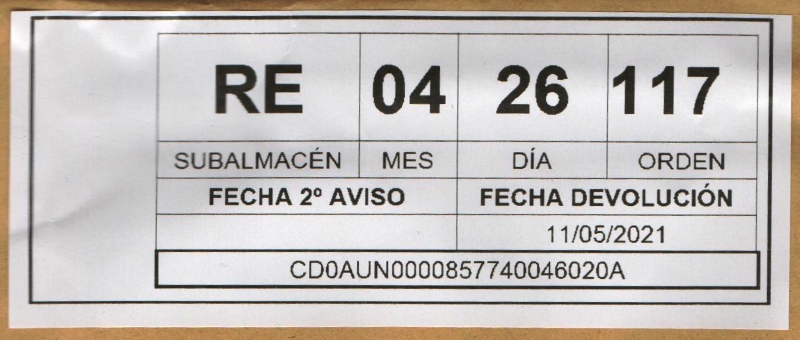 RE 04 26 117
SUBALMACÉN MES DÍA ORDEN
FECHA 2º AVISO FECHA DEVOLUCIÓN
11/05/2021
CD0AUN0000857740046020A